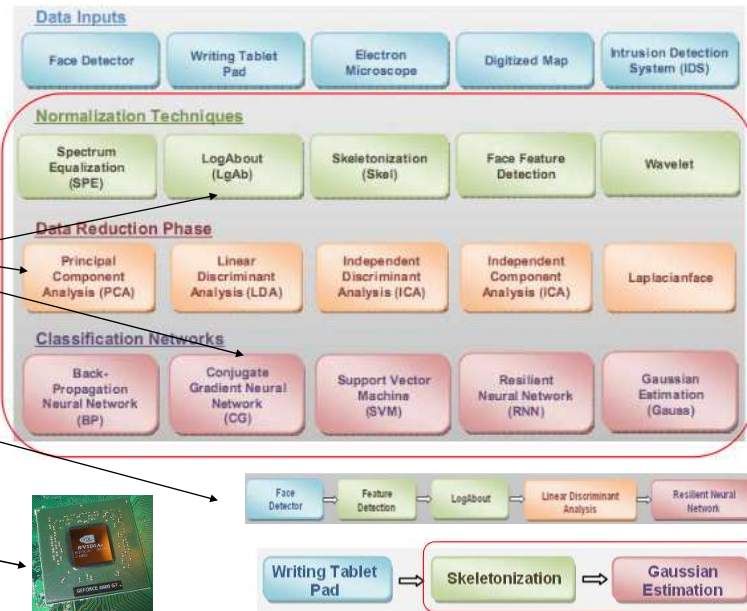 Data Inputs
Face Detector
Writing Tablet
Pad
Electron
Microscope
Digitized Map
Intrusion Detection
System (IDS)
Normalization Techniques
Spectrum
Equalization
(SPE)
LogAbout
(LgAb)
Skeletonization
(Skel)
Face Feature
Detection
Wavelet
Data Reduction Phase
Principal
Component
Analysis (PCA)
Linear
Discriminant
Analysis (LDA)
Independent
Discriminant
Analysis (ICA)
Independent
Component
Analysis (ICA)
Laplacianface
Classification Networks
Back-
Propagation
Neural Network
(BP)
Conjugate
Gradient Neural
Network
(CG)
Support Vector
Machine
(SVM)
Resilient
Neural Network
(RNN)
Gaussian
Estimation
(Gauss)
Face
Detector
Feature
Detection
LogAbout
Linear Discriminant
Analysis
Resilient Neural
Network
NVIDIA
GEFORCE 6600 GT
Writing Tablet
Pad
Skeletonization
Gaussian
Estimation